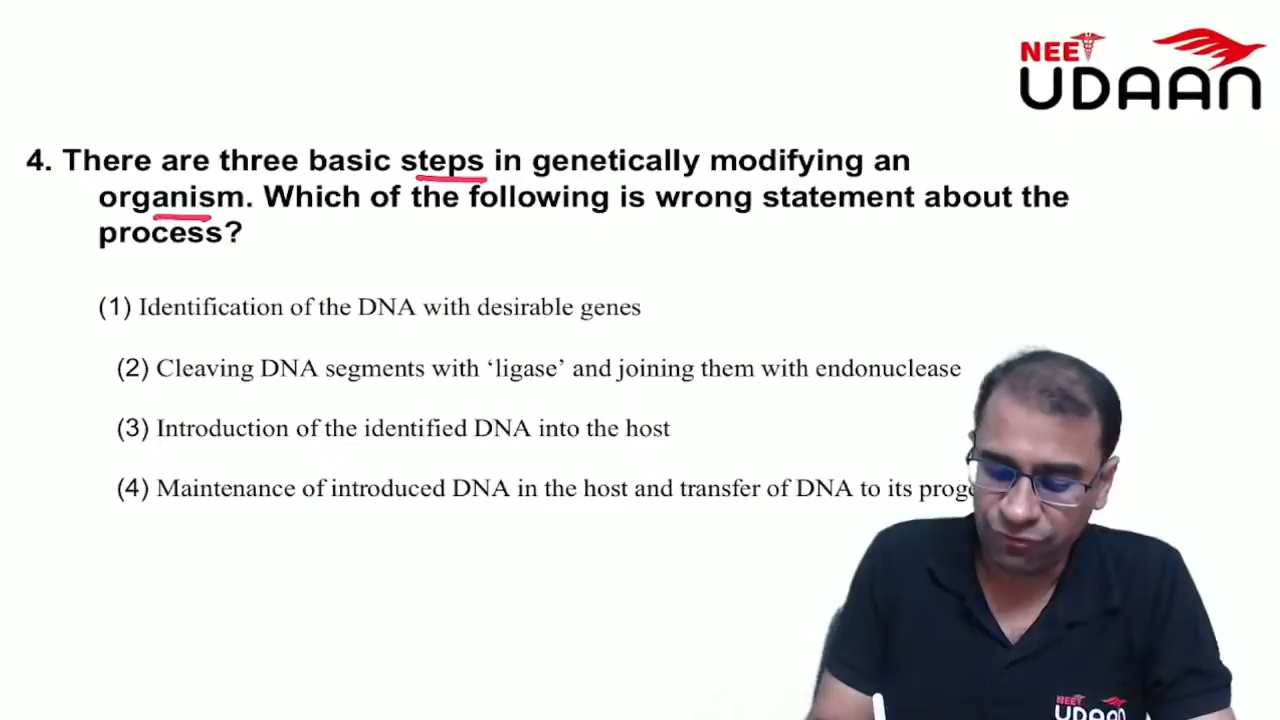 NEET
UDAAN
4. There are three basic steps in genetically modifying an
organism. Which of the following is wrong statement about the
process?
(1) Identification of the DNA with desirable genes
(2) Cleaving DNA segments with ‘ligase’ and joining them with endonuclease
(3) Introduction of the identified DNA into the host
(4) Maintenance of introduced DNA in the host and transfer of DNA to its
NEET
UDAAN